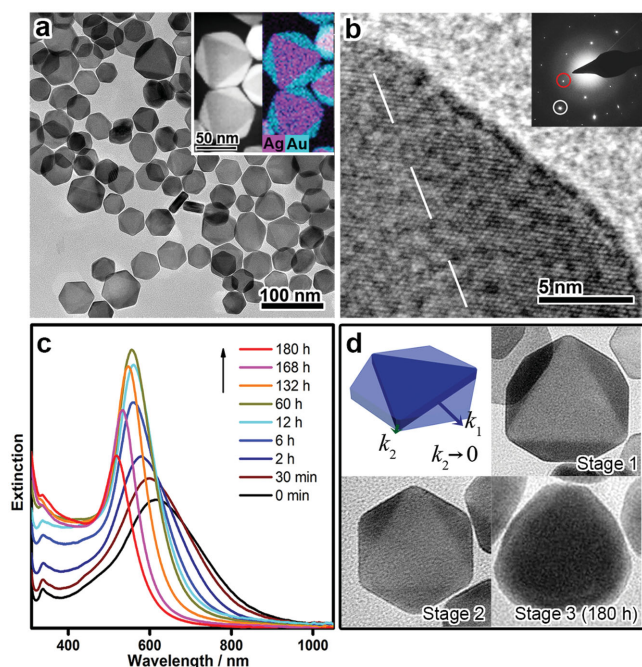 a
50 nm
Ag Au
100 nm
b
5 nm
c
Extinction
180 h
168 h
132 h
60 h
12 h
6 h
2 h
30 min
0 min
400 600 800 1000
Wavelength / nm
d
k₁
k₂
k₂→0
Stage 1
Stage 2
Stage 3 (180 h)